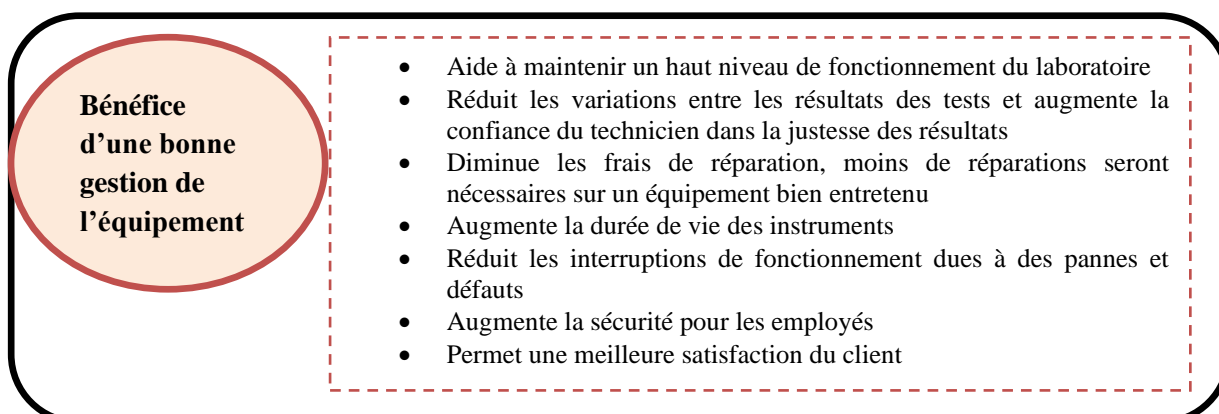 Bénéfice
d’une bonne
gestion de
l’équipement
• Aide à maintenir un haut niveau de fonctionnement du laboratoire
• Réduit les variations entre les résultats des tests et augmente la
confiance du technicien dans la justesse des résultats
• Diminue les frais de réparation, moins de réparations seront
nécessaires sur un équipement bien entretenu
• Augmente la durée de vie des instruments
• Réduit les interruptions de fonctionnement dues à des pannes et
défauts
• Augmente la sécurité pour les employés
• Permet une meilleure satisfaction du client